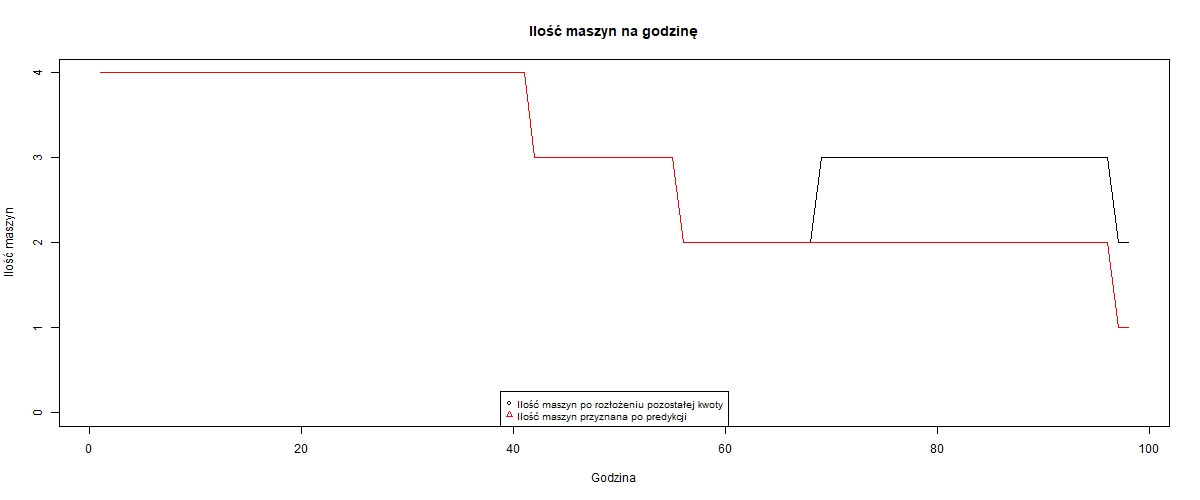 Ilość maszyn na godzinę
4
3
2
1
0
Ilość maszyn
Ilość maszyn po rozłożeniu pozostałej kwoty
Ilość maszyn przyznana po predykcji
0 20 40 60 80 100
Godzina